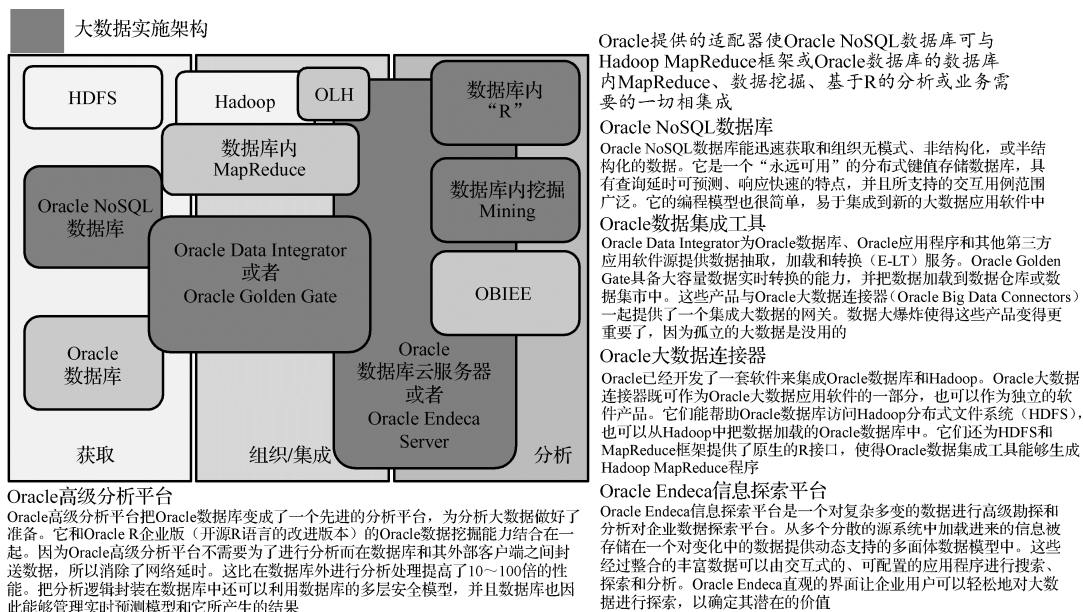 大数据实施架构
HDFS
Hadoop
OLH
数据库内
“R”
数据库内
MapReduce
Oracle NoSQL
数据库
数据库内挖掘
Mining
Oracle Data Integrator
或者
Oracle Golden Gate
OBIEE
Oracle
数据库
Oracle
数据库云服务器
或者
Oracle Endeca
Server
获取
组织/集成
分析
Oracle高级分析平台
Oracle高级分析平台把Oracle数据库变成了一个先进的分析平台，为分析大数据做好了
准备。它和Oracle R企业版（开源R语言的改进版本）的Oracle数据挖掘能力结合在一
起。因为Oracle高级分析平台不需要为了进行分析而在数据库和其外部客户端之间封
送数据，所以消除了网络延时。这比在数据库外进行分析处理提高了10～100倍的性
能。把分析逻辑封装在数据库中还可以利用数据库的多层安全模型，并且数据库也因
此能够管理实时预测模型和它所产生的结果
Oracle提供的适配器使Oracle NoSQL数据库可与
Hadoop MapReduce框架或Oracle数据库的数据库
内MapReduce、数据挖掘、基于R的分析或业务需
要的一切相集成
Oracle NoSQL数据库
Oracle NoSQL数据库能迅速获取和组织无模式、非结构化，或半结
构化的数据。它是一个“永远可用”的分布式键值存储数据库，具
有查询延时可预测、响应快速的特点，并且所支持的交互用例范围
广泛。它的编程模型也很简单，易于集成到新的大数据应用软件中
Oracle数据集成工具
Oracle Data Integrator为Oracle数据库、Oracle应用程序和其他第三方
应用软件源提供数据抽取，加载和转换（E-LT）服务。Oracle Golden
Gate具备大容量数据实时转换的能力，并把数据加载到数据仓库或数
据集市中。这些产品与Oracle大数据连接器（Oracle Big Data Connectors）
一起提供了一个集成大数据的网关。数据大爆炸使得这些产品变得更
重要了，因为孤立的大数据是没用的
Oracle大数据连接器
Oracle已经开发了一套软件来集成Oracle数据库和Hadoop。Oracle大数据
连接器既可作为Oracle大数据应用软件的一部分，也可以作为独立的软
件产品。它们能帮助Oracle数据库访问Hadoop分布式文件系统（HDFS），
也可以从Hadoop中把数据加载的Oracle数据库中。它们还为HDFS和
MapReduce框架提供了原生的R接口，使得Oracle数据集成工具能够生成
Hadoop MapReduce程序
Oracle Endeca信息探索平台
Oracle Endeca信息探索平台是一个对复杂多变的数据进行高级勘探和
分析对企业数据探索平台。从多个分散的源系统中加载进来的信息被
存储在一个对变化中的数据提供动态支持的多面体数据模型中。这些
经过整合的丰富数据可以由交互式的、可配置的应用程序进行搜索、
探索和分析。Oracle Endeca直观的界面让企业用户可以轻松地对大数
据进行探索，以确定其潜在的价值